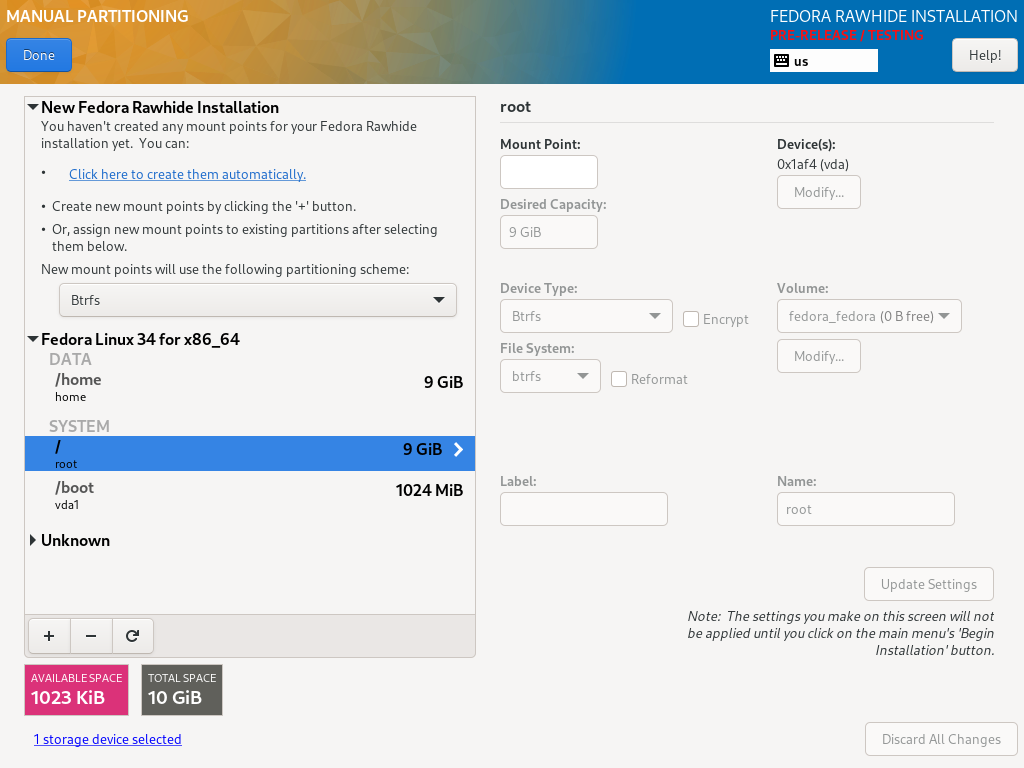 MANUAL PARTITIONING
FEDORA RAWHIDE INSTALLATION
PRE-RELEASE / TESTING
Done
us
Help!
New Fedora Rawhide Installation
You haven't created any mount points for your Fedora Rawhide
installation yet.  You can:
• Click here to create them automatically.
• Create new mount points by clicking the '+' button.
• Or, assign new mount points to existing partitions after selecting
them below.
New mount points will use the following partitioning scheme:
Btrfs
Fedora Linux 34 for x86_64
DATA
/home 9 GiB
home
SYSTEM
/ 9 GiB
root
/boot 1024 MiB
vda1
Unknown
+ −
AVAILABLE SPACE
1023 KiB
TOTAL SPACE
10 GiB
1 storage device selected
root
Mount Point:
Device(s):
0x1af4 (vda)
Modify...
Desired Capacity:
9 GiB
Device Type:
Btrfs
Encrypt
Volume:
fedora_fedora (0 B free)
Modify...
File System:
btrfs
Reformat
Label:
Name:
root
Update Settings
Note:  The settings you make on this screen will not
be applied until you click on the main menu's 'Begin
Installation' button.
Discard All Changes